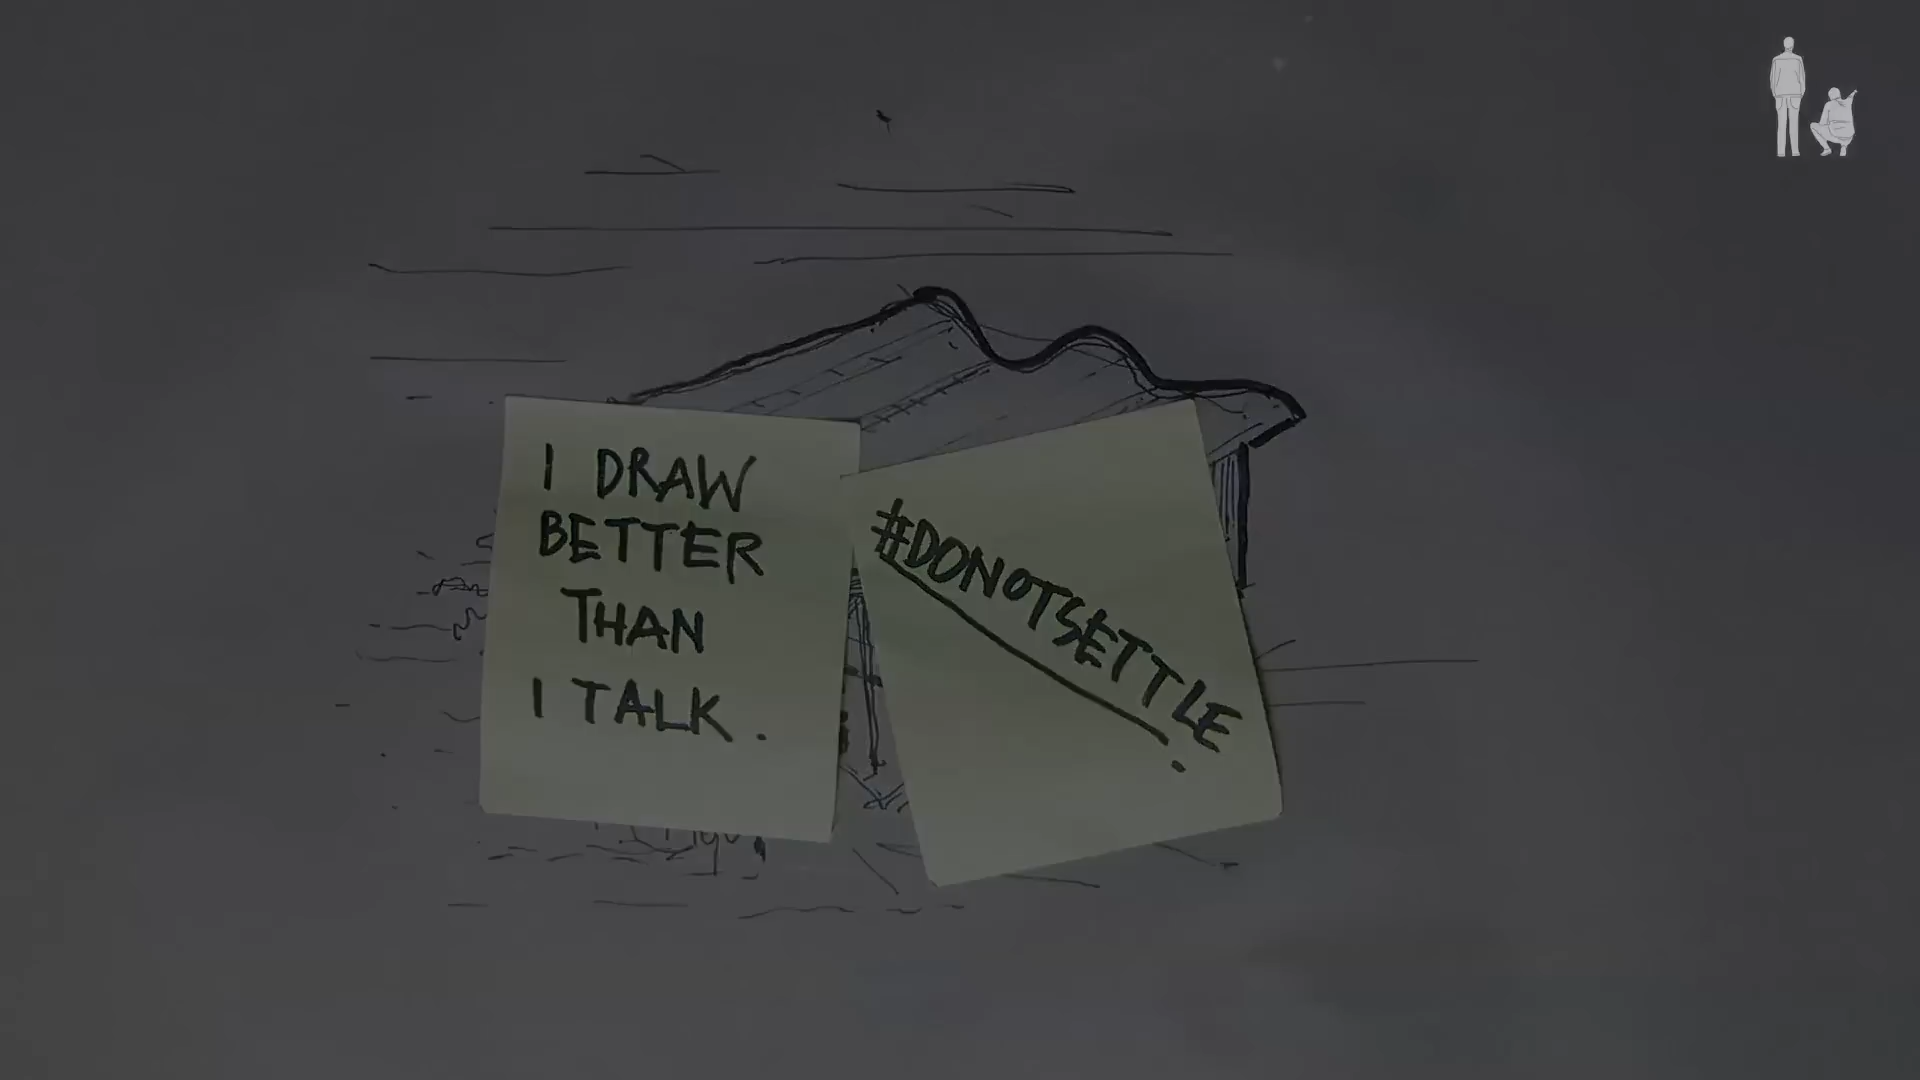 I DRAW
BETTER
THAN
I TALK.
#DONOTSETTLE.